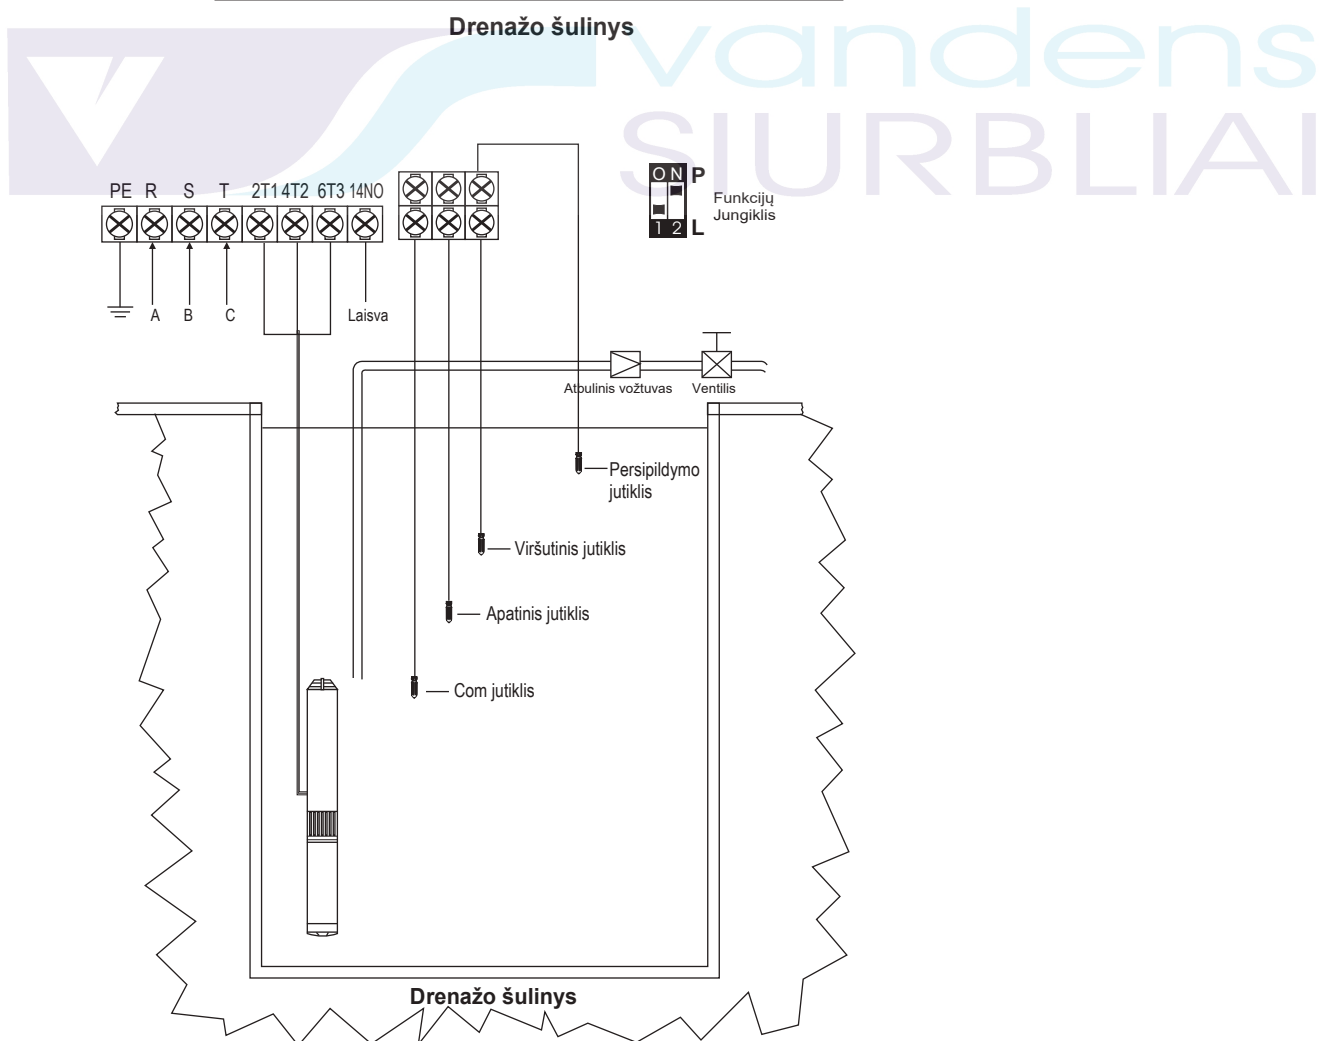 Drenažo šulinys
vandens
SIURBLIAI
PE R S T 2T1 4T2 6T3 14NO
ON P
Funkcijų
Jungiklis
1 2 L
A B C Laisva
Atbulinis vožtuvas Ventilis
Persipildymo
jutiklis
Viršutinis jutiklis
Apatinis jutiklis
Com jutiklis
Drenažo šulinys